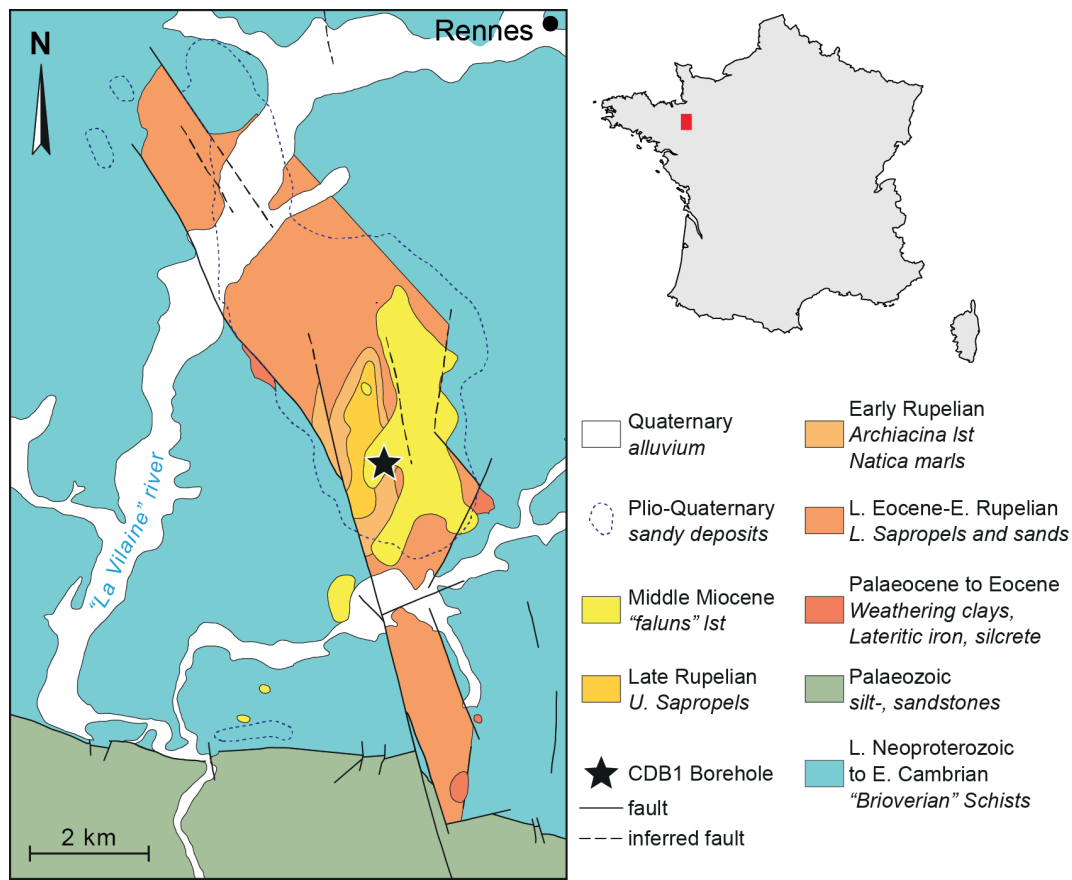 Rennes
N
"La Vilaine" river
2 km
Quaternary
alluvium
Plio-Quaternary
sandy deposits
Middle Miocene
"faluns" lst
Late Rupelian
U. Sapropels
CDB1 Borehole
fault
inferred fault
Early Rupelian
Archiacina lst
Natica marls
L. Eocene-E. Rupelian
L. Sapropels and sands
Palaeocene to Eocene
Weathering clays,
Lateritic iron, silcrete
Palaeozoic
silt-, sandstones
L. Neoproterozoic
to E. Cambrian
"Brioverian" Schists